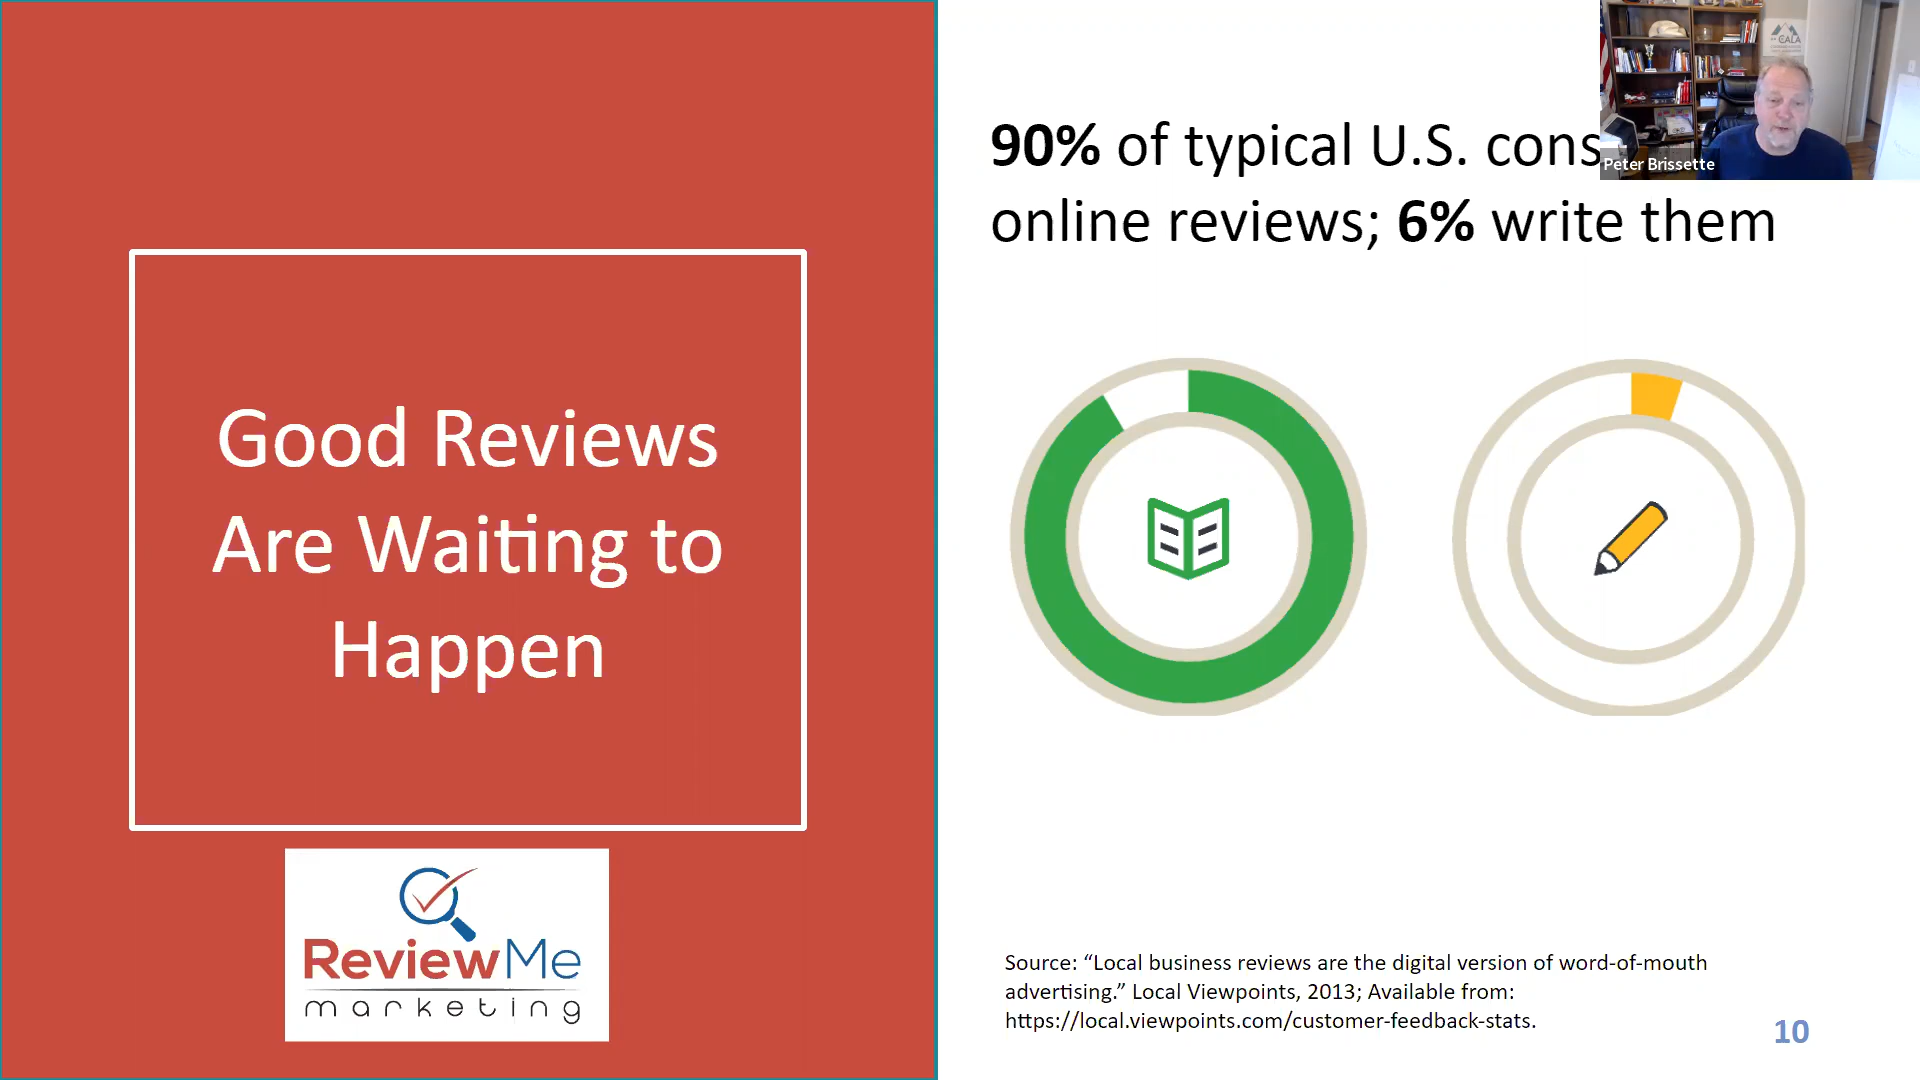 Good Reviews
Are Waiting to
Happen
ReviewMe
marketing
90% of typical U.S. cons
online reviews; 6% write them
CALA
Peter Brissette
Source: “Local business reviews are the digital version of word-of-mouth
advertising.” Local Viewpoints, 2013; Available from:
https://local.viewpoints.com/customer-feedback-stats.
10